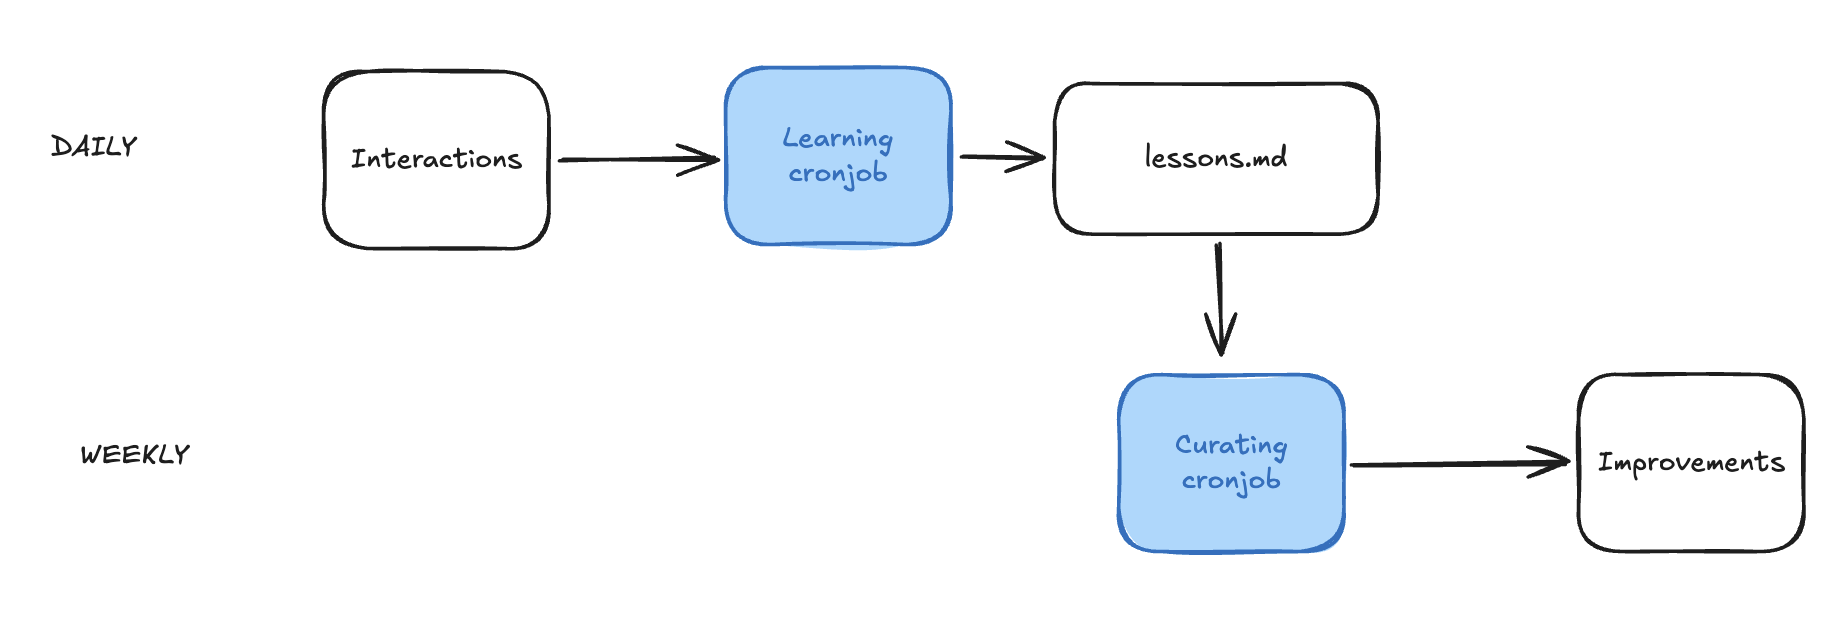 DAILY
Interactions
Learning
cronjob
lessons.md
WEEKLY
Curating
cronjob
Improvements